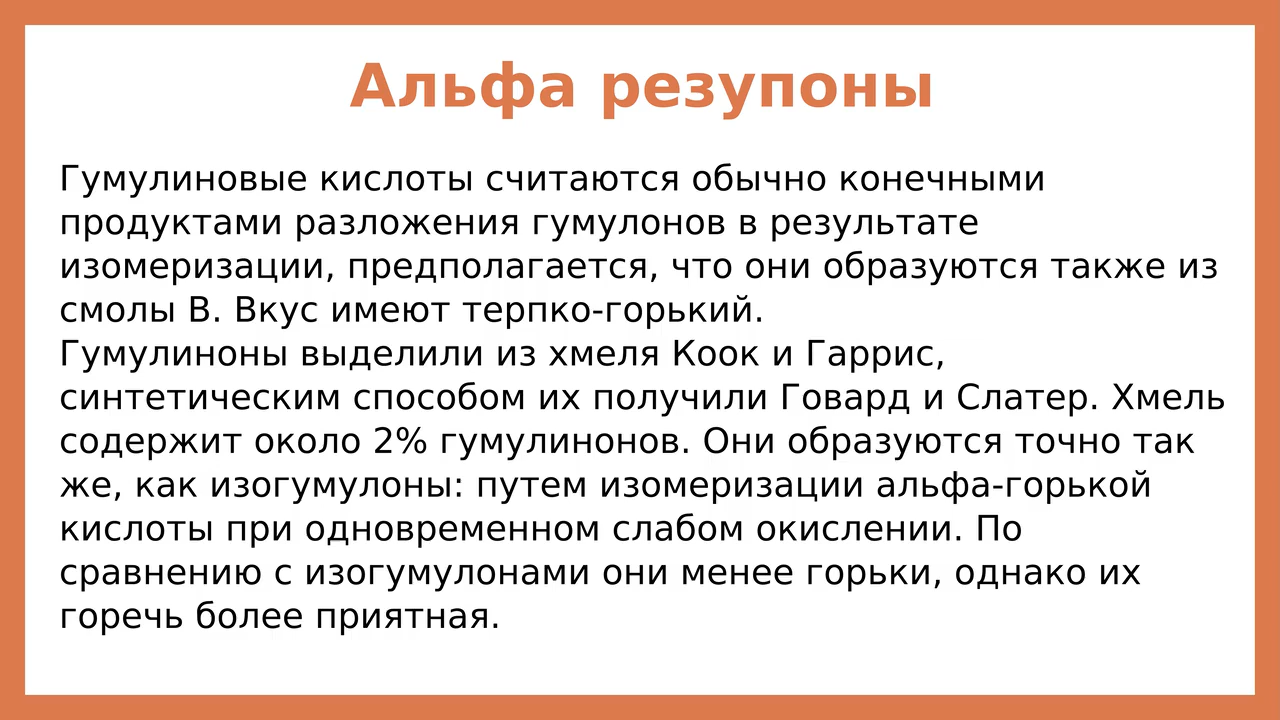 Альфа резупоны
Гумулиновые кислоты считаются обычно конечными
продуктами разложения гумулонов в результате
изомеризации, предполагается, что они образуются также из
смолы В. Вкус имеют терпко-горький.
Гумулиноны выделили из хмеля Коок и Гаррис,
синтетическим способом их получили Говард и Слатер. Хмель
содержит около 2% гумулинонов. Они образуются точно так
же, как изогумулоны: путем изомеризации альфа-горькой
кислоты при одновременном слабом окислении. По
сравнению с изогумулонами они менее горьки, однако их
горечь более приятная.